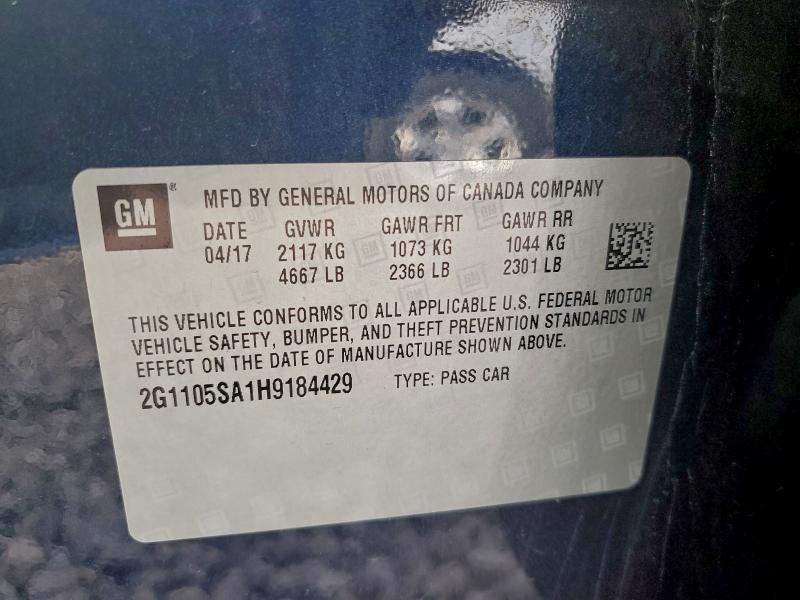 GM® MFD BY GENERAL MOTORS OF CANADA COMPANY
DATE GVWR GAWR FRT GAWR RR
04/17 2117 KG 1073 KG 1044 KG
4667 LB 2366 LB 2301 LB
THIS VEHICLE CONFORMS TO ALL APPLICABLE U.S. FEDERAL MOTOR
VEHICLE SAFETY, BUMPER, AND THEFT PREVENTION STANDARDS IN
EFFECT ON THE DATE OF MANUFACTURE SHOWN ABOVE.
2G1105SA1H9184429 TYPE: PASS CAR